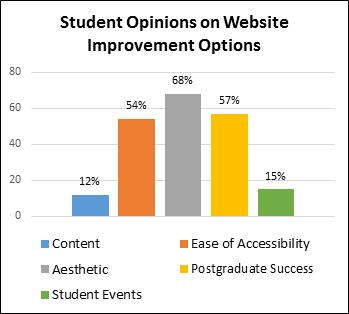 Student Opinions on Website
Improvement Options
80
60
40
20
0
12%
54%
68%
57%
15%
Content
Ease of Accessibility
Aesthetic
Postgraduate Success
Student Events